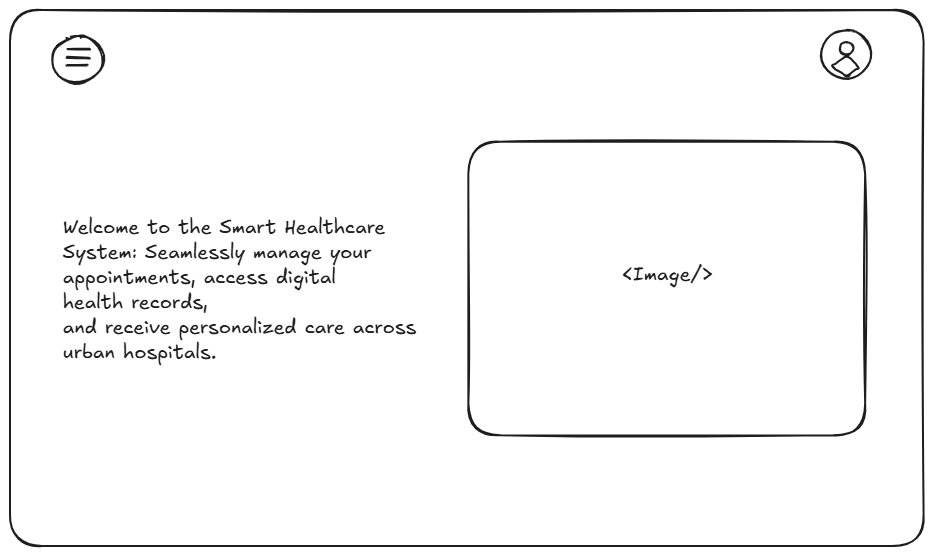 Welcome to the Smart Healthcare
System: Seamlessly manage your
appointments, access digital
health records,
and receive personalized care across
urban hospitals.
<Image/>